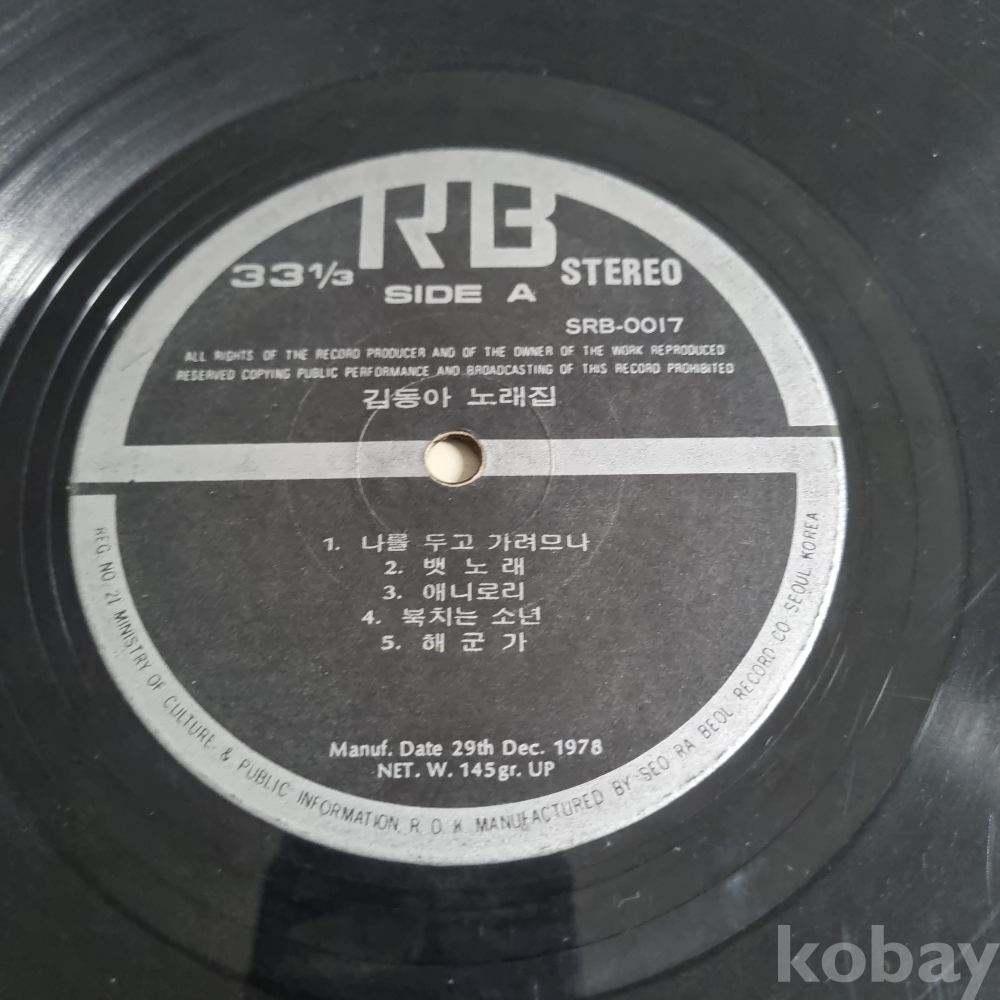 RB
33 1/3
SIDE A
STEREO
SRB-0017
ALL RIGHTS OF THE RECORD PRODUCER AND OF THE OWNER OF THE WORK REPRODUCED
RESERVED COPYING PUBLIC PERFORMANCE AND BROADCASTING OF THIS RECORD PROHIBITED
김동아 노래집
1. 나를 두고 가려므나
2. 뱃 노 래
3. 애니로리
4. 북치는 소년
5. 해 군 가
Manuf. Date 29th Dec. 1978
NET. W. 145gr. UP
REG NO. 21 MINISTRY OF CULTURE & PUBLIC INFORMATION, R. O. K. MANUFACTURED BY SEO RA BEOL RECORD CO SEOUL KOREA
kobay